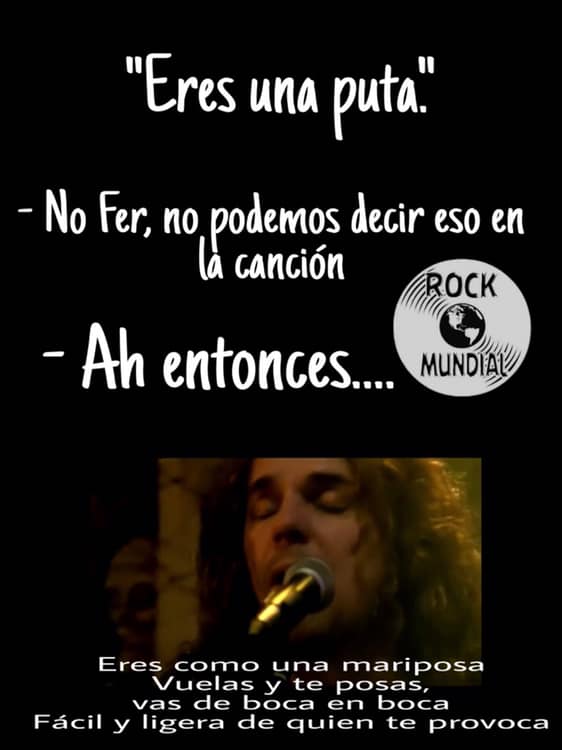 "Eres una puta."
- No Fer, no podemos decir eso en
la canción
ROCK
MUNDIAL
- Ah entonces....
Eres como una mariposa
Vuelas y te posas,
vas de boca en boca
Fácil y ligera de quien te provoca